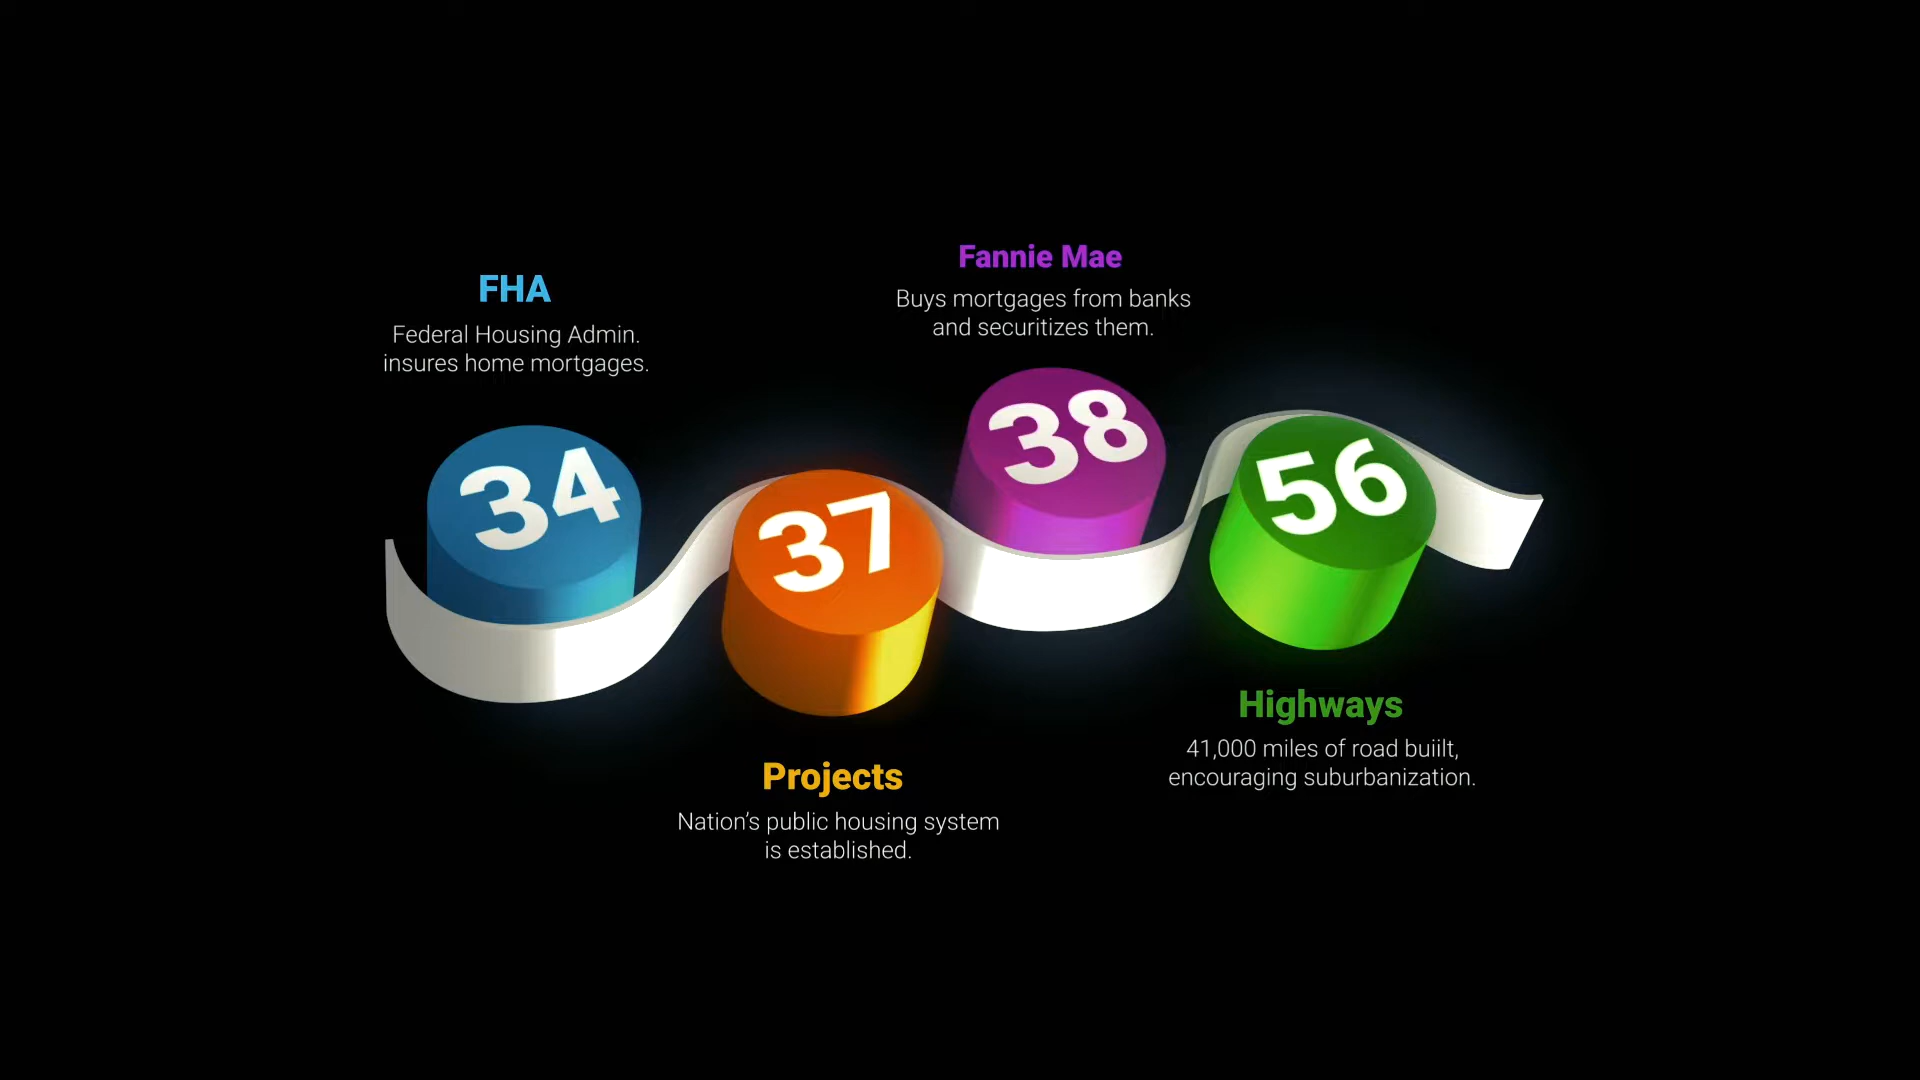 FHA
Federal Housing Admin.
insures home mortgages.
34
37
Projects
Nation’s public housing system
is established.
Fannie Mae
Buys mortgages from banks
and securitizes them.
38
56
Highways
41,000 miles of road buiilt,
encouraging suburbanization.